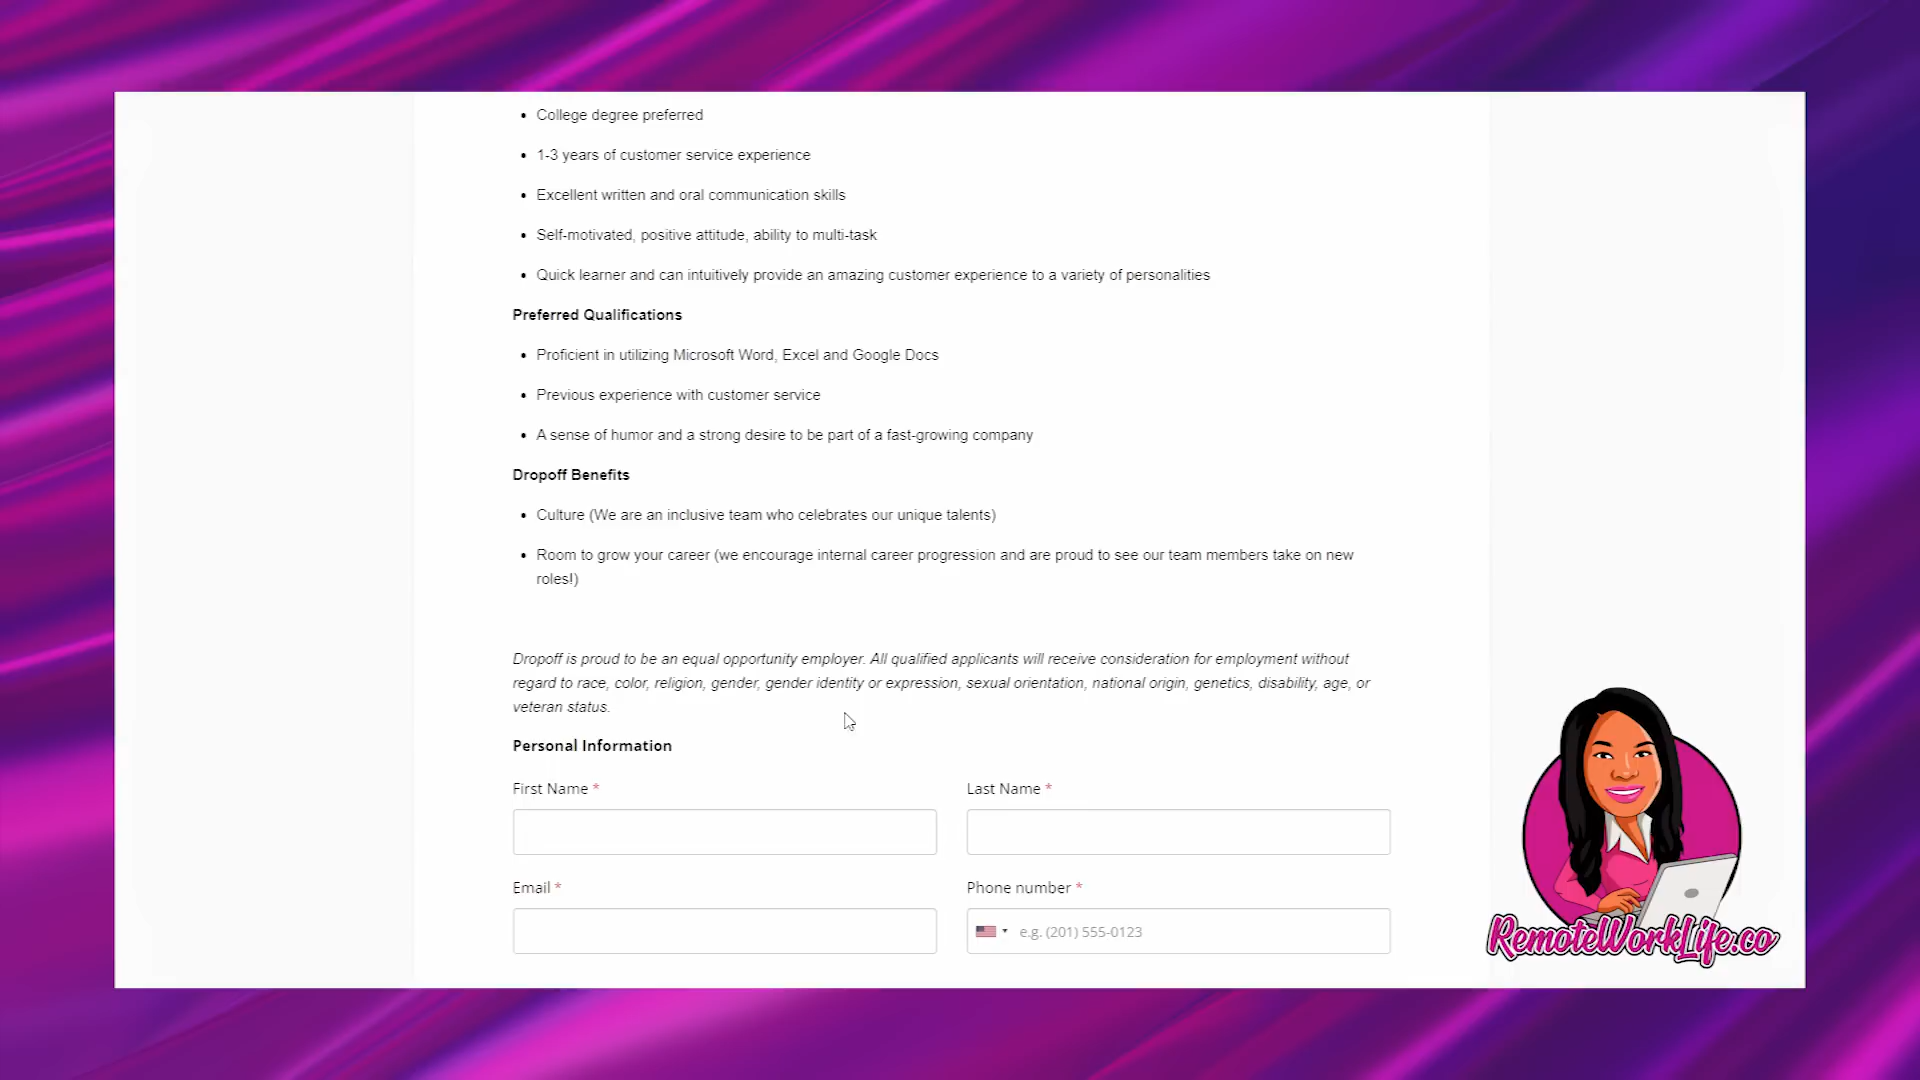 College degree preferred
1-3 years of customer service experience
Excellent written and oral communication skills
Self-motivated, positive attitude, ability to multi-task
Quick learner and can intuitively provide an amazing customer experience to a variety of personalities
Preferred Qualifications
Proficient in utilizing Microsoft Word, Excel and Google Docs
Previous experience with customer service
A sense of humor and a strong desire to be part of a fast-growing company
Dropoff Benefits
Culture (We are an inclusive team who celebrates our unique talents)
Room to grow your career (we encourage internal career progression and are proud to see our team members take on new
roles!)
Dropoff is proud to be an equal opportunity employer. All qualified applicants will receive consideration for employment without
regard to race, color, religion, gender, gender identity or expression, sexual orientation, national origin, genetics, disability, age, or
veteran status.
Personal Information
First Name *
Last Name *
Email *
Phone number *
e.g. (201) 555-0123
RemoteWorkLife.co